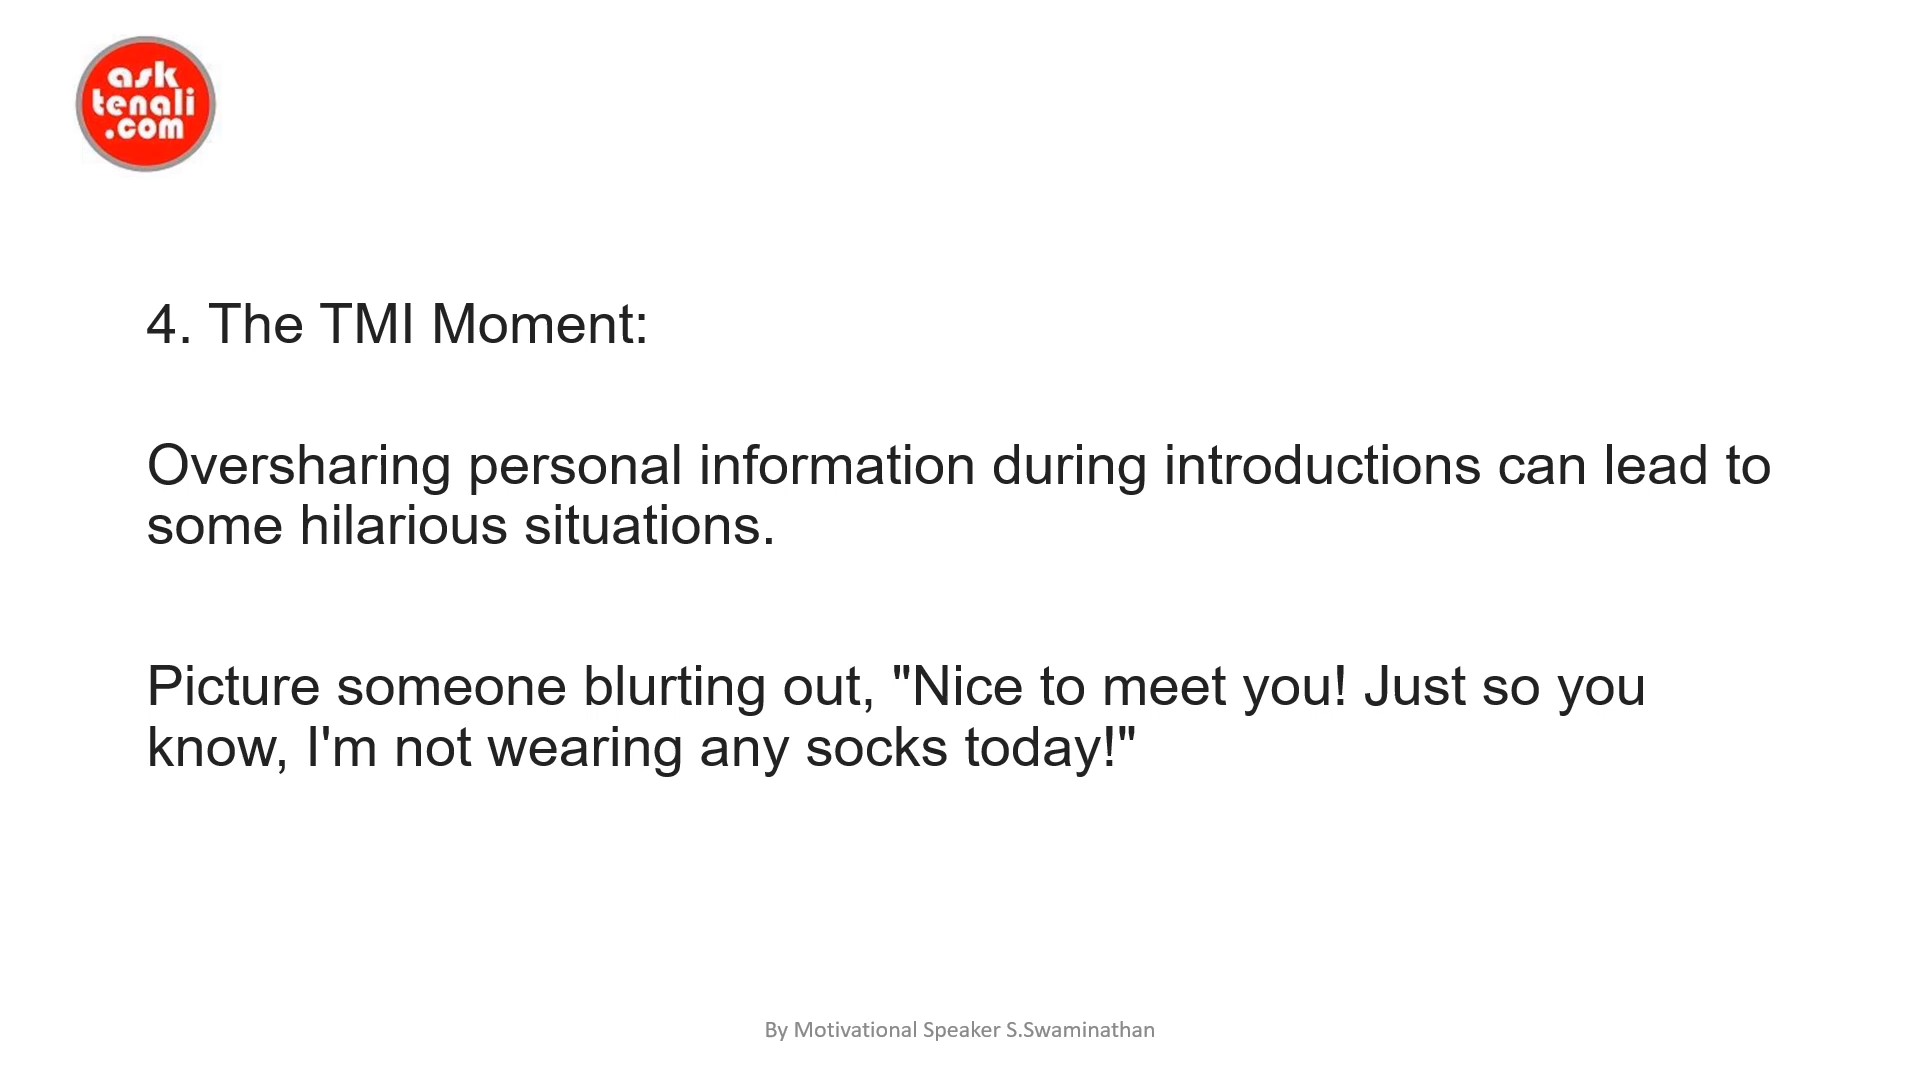 ask
tenali
.com
4. The TMI Moment:
Oversharing personal information during introductions can lead to
some hilarious situations.
Picture someone blurting out, "Nice to meet you! Just so you
know, I'm not wearing any socks today!"
By Motivational Speaker S.Swaminathan